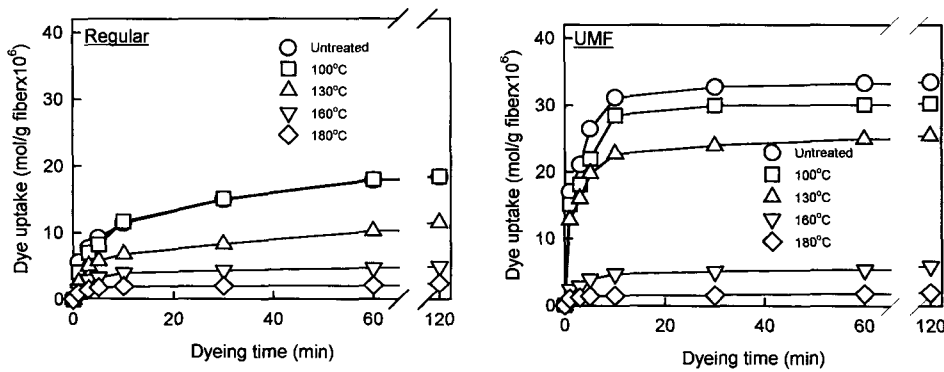 Regular
Untreated
100°C
130°C
160°C
180°C
40
30
20
10
0
Dye uptake (mol/g fiberx10⁶)
0
20
40
60
120
Dyeing time (min)
UMF
Untreated
100°C
130°C
160°C
180°C
40
30
20
10
0
Dye uptake (mol/g fiberx10⁶)
0
20
40
60
120
Dyeing time (min)